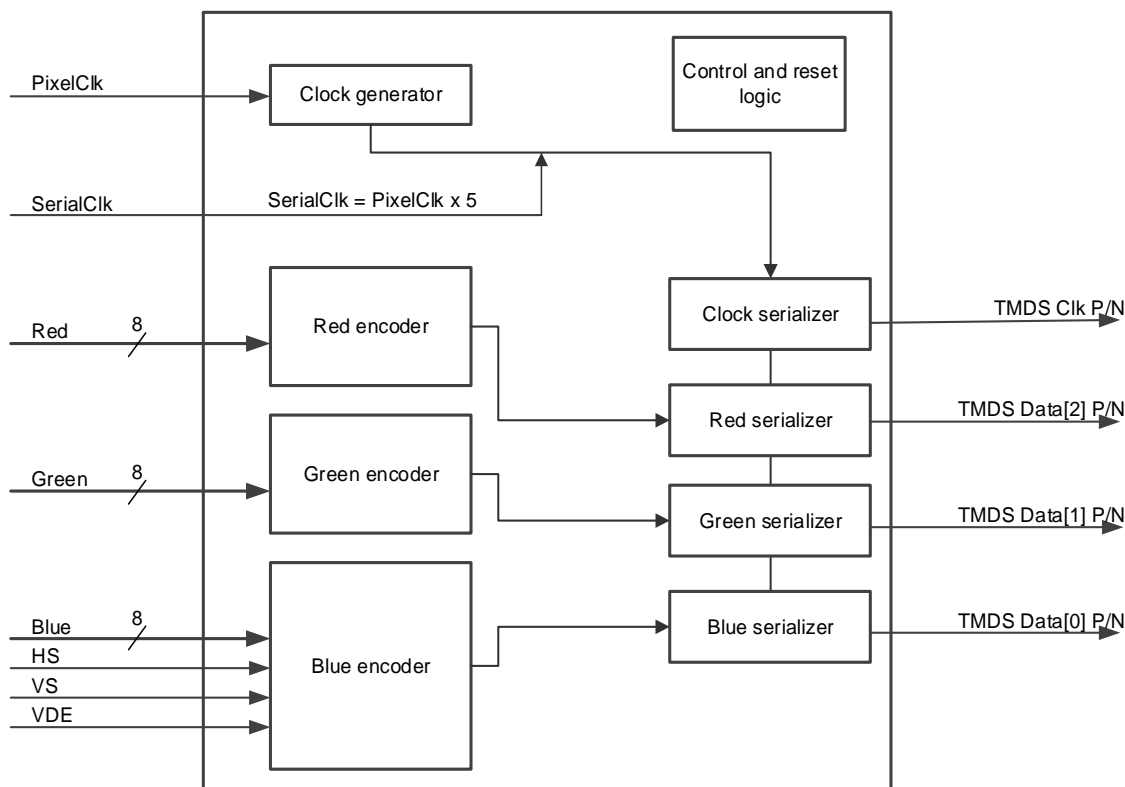 PixelClk
Clock generator
Control and reset
logic
SerialClk
SerialClk = PixelClk x 5
Red
8
Red encoder
Clock serializer
TMDS Clk P/N
Red serializer
TMDS Data[2] P/N
Green
8
Green encoder
Green serializer
TMDS Data[1] P/N
Blue
8
HS
VS
VDE
Blue encoder
Blue serializer
TMDS Data[0] P/N